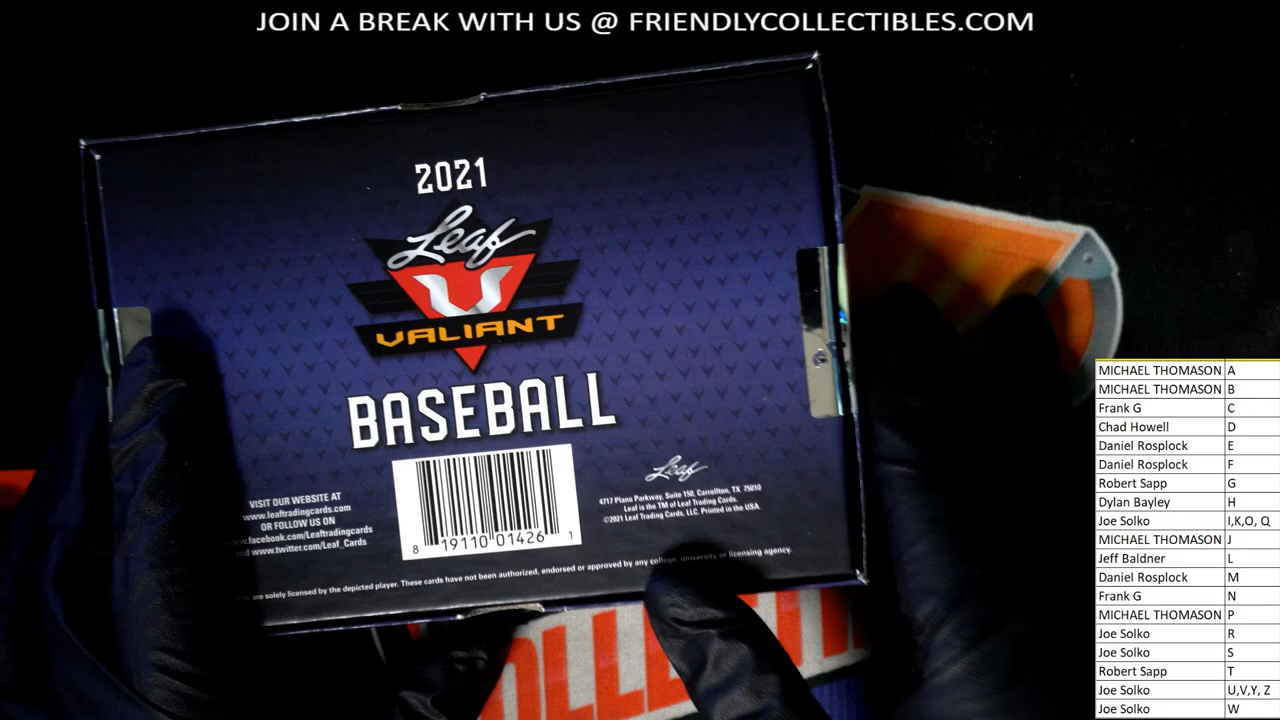 JOIN A BREAK WITH US @ FRIENDLYCOLLECTIBLES.COM
2021
Leaf
VALIANT
BASEBALL
VISIT OUR WEBSITE AT
www.leaftradingcards.com
OR FOLLOW US ON
www.facebook.com/Leaftradingcards
www.twitter.com/Leaf_Cards
8 19110 01426 1
Leaf
4717 Plano Parkway, Suite 150, Carrollton, TX 75010
Leaf is the TM of Leaf Trading Cards.
©2021 Leaf Trading Cards, LLC. Printed in the USA.
are solely licensed by the depicted player. These cards have not been authorized, endorsed or approved by any college, university or licensing agency.
OLLECTI
MICHAEL THOMASON A
MICHAEL THOMASON B
Frank G C
Chad Howell D
Daniel Rosplock E
Daniel Rosplock F
Robert Sapp G
Dylan Bayley H
Joe Solko I,K,O, Q
MICHAEL THOMASON J
Jeff Baldner L
Daniel Rosplock M
Frank G N
MICHAEL THOMASON P
Joe Solko R
Joe Solko S
Robert Sapp T
Joe Solko U,V,Y, Z
Joe Solko W